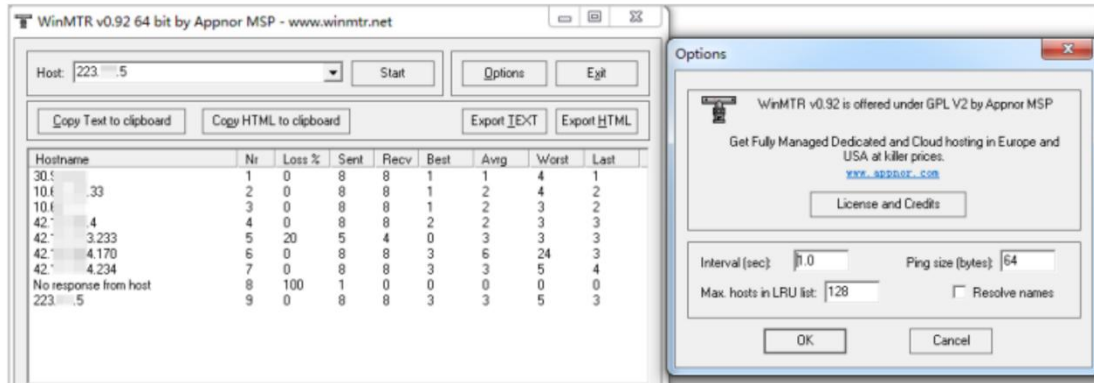 WinMTR v0.92 64 bit by Appnor MSP - www.winmtr.net
Host: 223. .5 Start Options Exit
Copy Text to clipboard Copy HTML to clipboard Export TEXT Export HTML
Hostname Nr Loss % Sent Recv Best Avrg Worst Last
30. 1 0 8 8 1 1 4 1
10. .33 2 0 8 8 1 2 4 2
10. 3 0 8 8 1 2 3 2
42. .4 4 0 8 8 2 2 3 3
42. 3.233 5 20 5 4 0 3 3 3
42. 4.170 6 0 8 8 3 6 24 3
42. 4.234 7 0 8 8 3 3 5 4
No response from host 8 100 1 0 0 0 0 0
223. .5 9 0 8 8 3 3 5 3
Options
WinMTR v0.92 is offered under GPL V2 by Appnor MSP
Get Fully Managed Dedicated and Cloud hosting in Europe and
USA at killer prices.
www.appnor.com
License and Credits
Interval (sec): 1.0 Ping size (bytes): 64
Max. hosts in LRU list: 128 Resolve names
OK Cancel